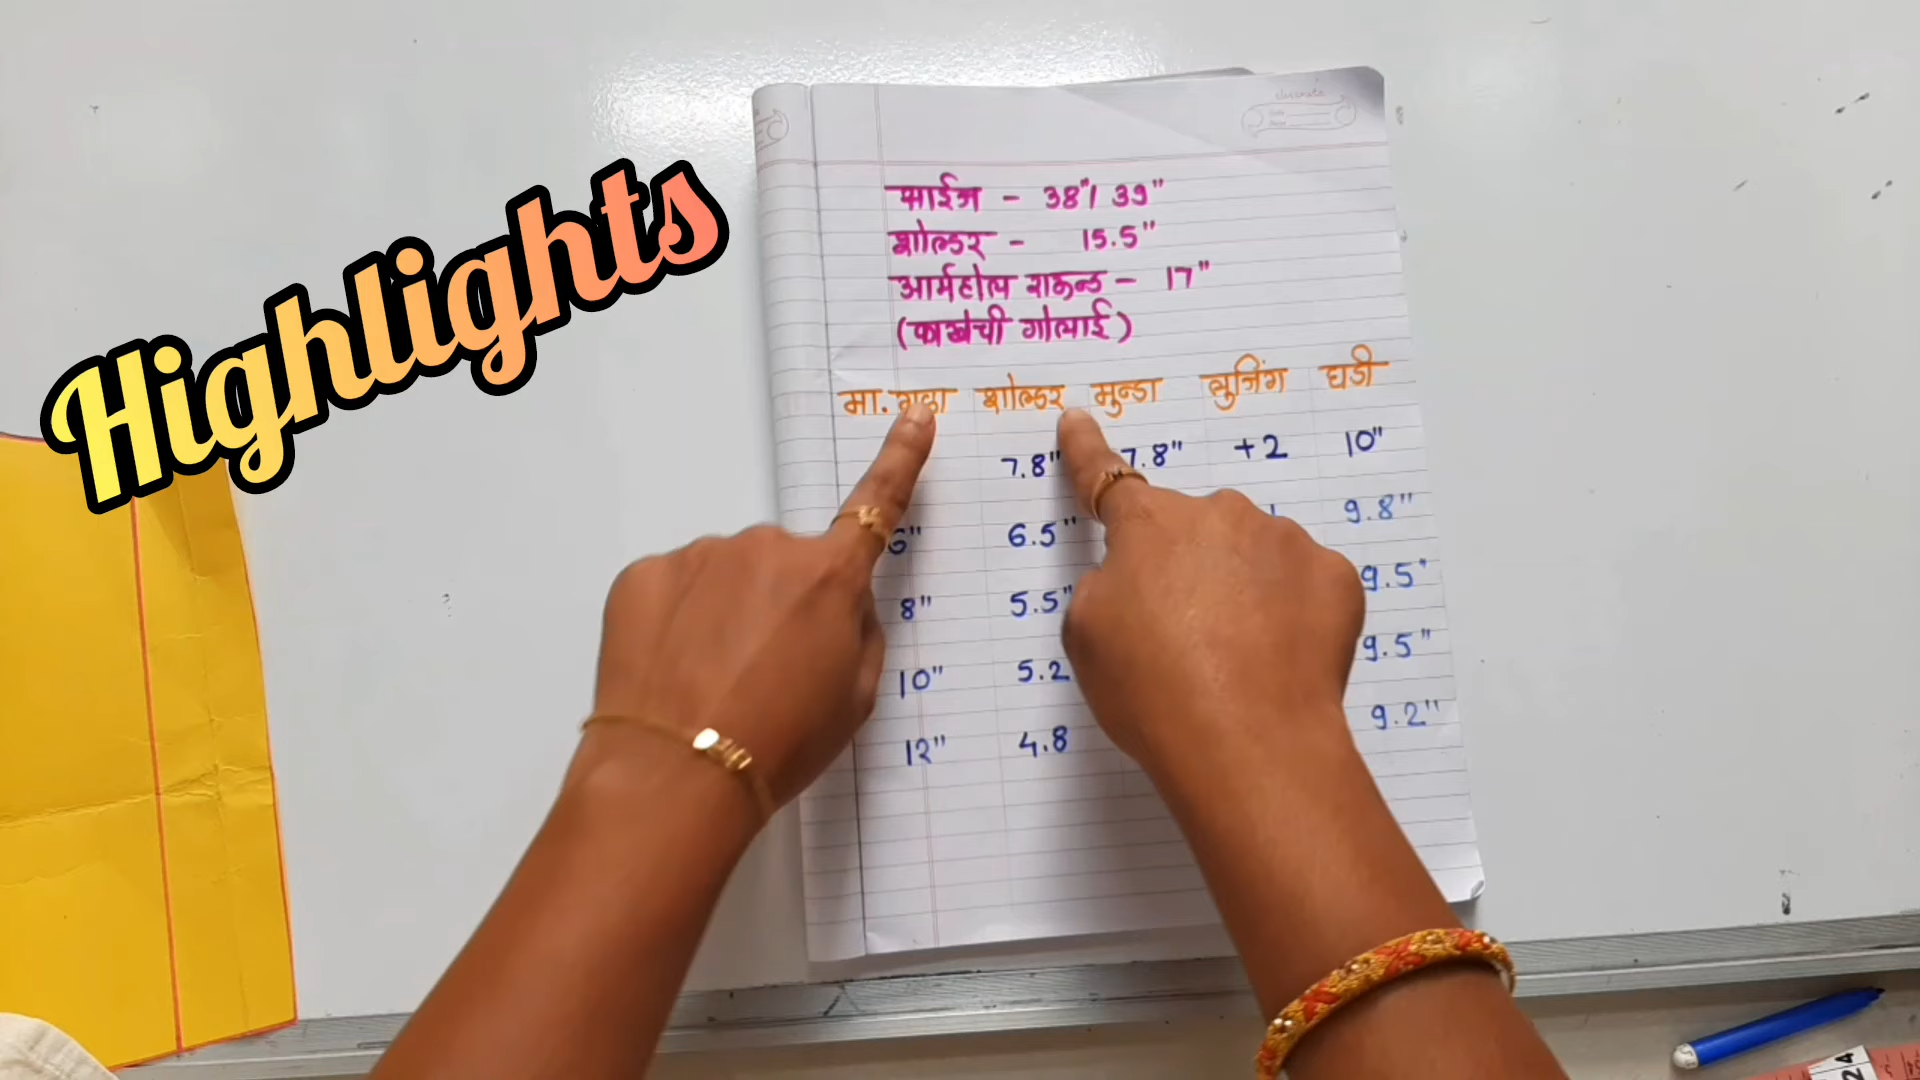 Highlights
साईज - 38"/ 39"
शोल्डर - 15.5"
आर्महोल राऊन्ड - 17"
(काखेची गोलाई)
मा. गळा शोल्डर मुन्डा लुजिंग घडी
7.8" 7.8" +2 10"
6" 6.5" 9.8"
8" 5.5" 9.5"
10" 5.2 9.5"
12" 4.8 9.2"
24